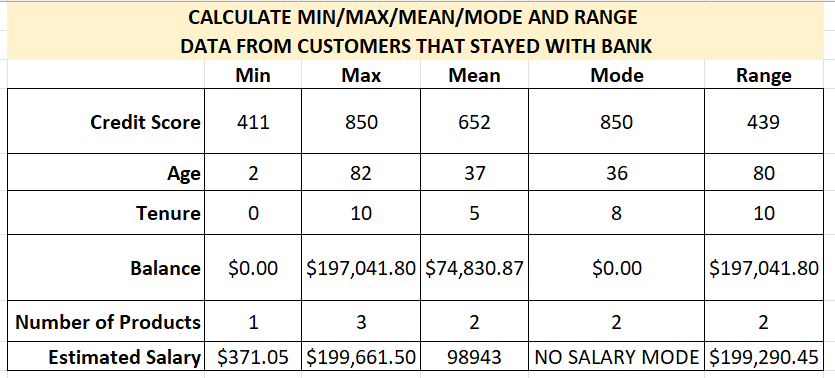 CALCULATE MIN/MAX/MEAN/MODE AND RANGE
DATA FROM CUSTOMERS THAT STAYED WITH BANK
Min Max Mean Mode Range
Credit Score 411 850 652 850 439
Age 2 82 37 36 80
Tenure 0 10 5 8 10
Balance $0.00 $197,041.80 $74,830.87 $0.00 $197,041.80
Number of Products 1 3 2 2 2
Estimated Salary $371.05 $199,661.50 98943 NO SALARY MODE $199,290.45